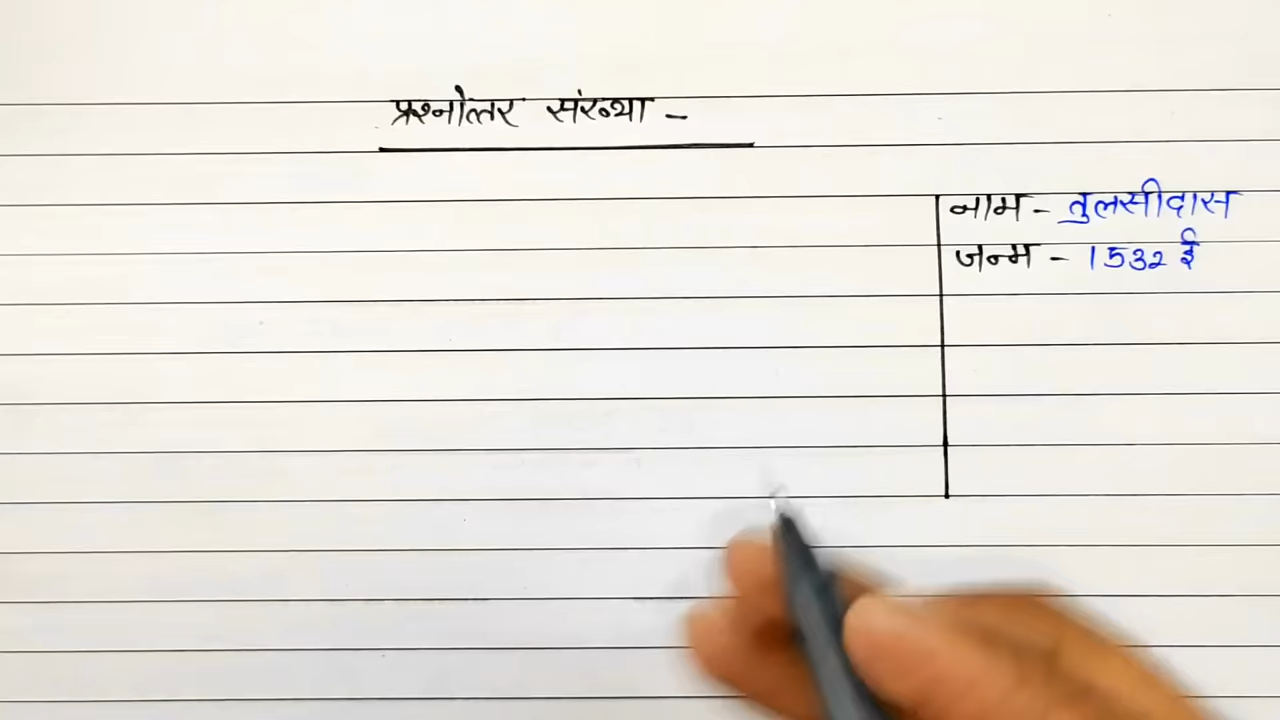 प्रश्नोत्तर संख्या -
नाम - तुलसीदास
जन्म - 1532 ई